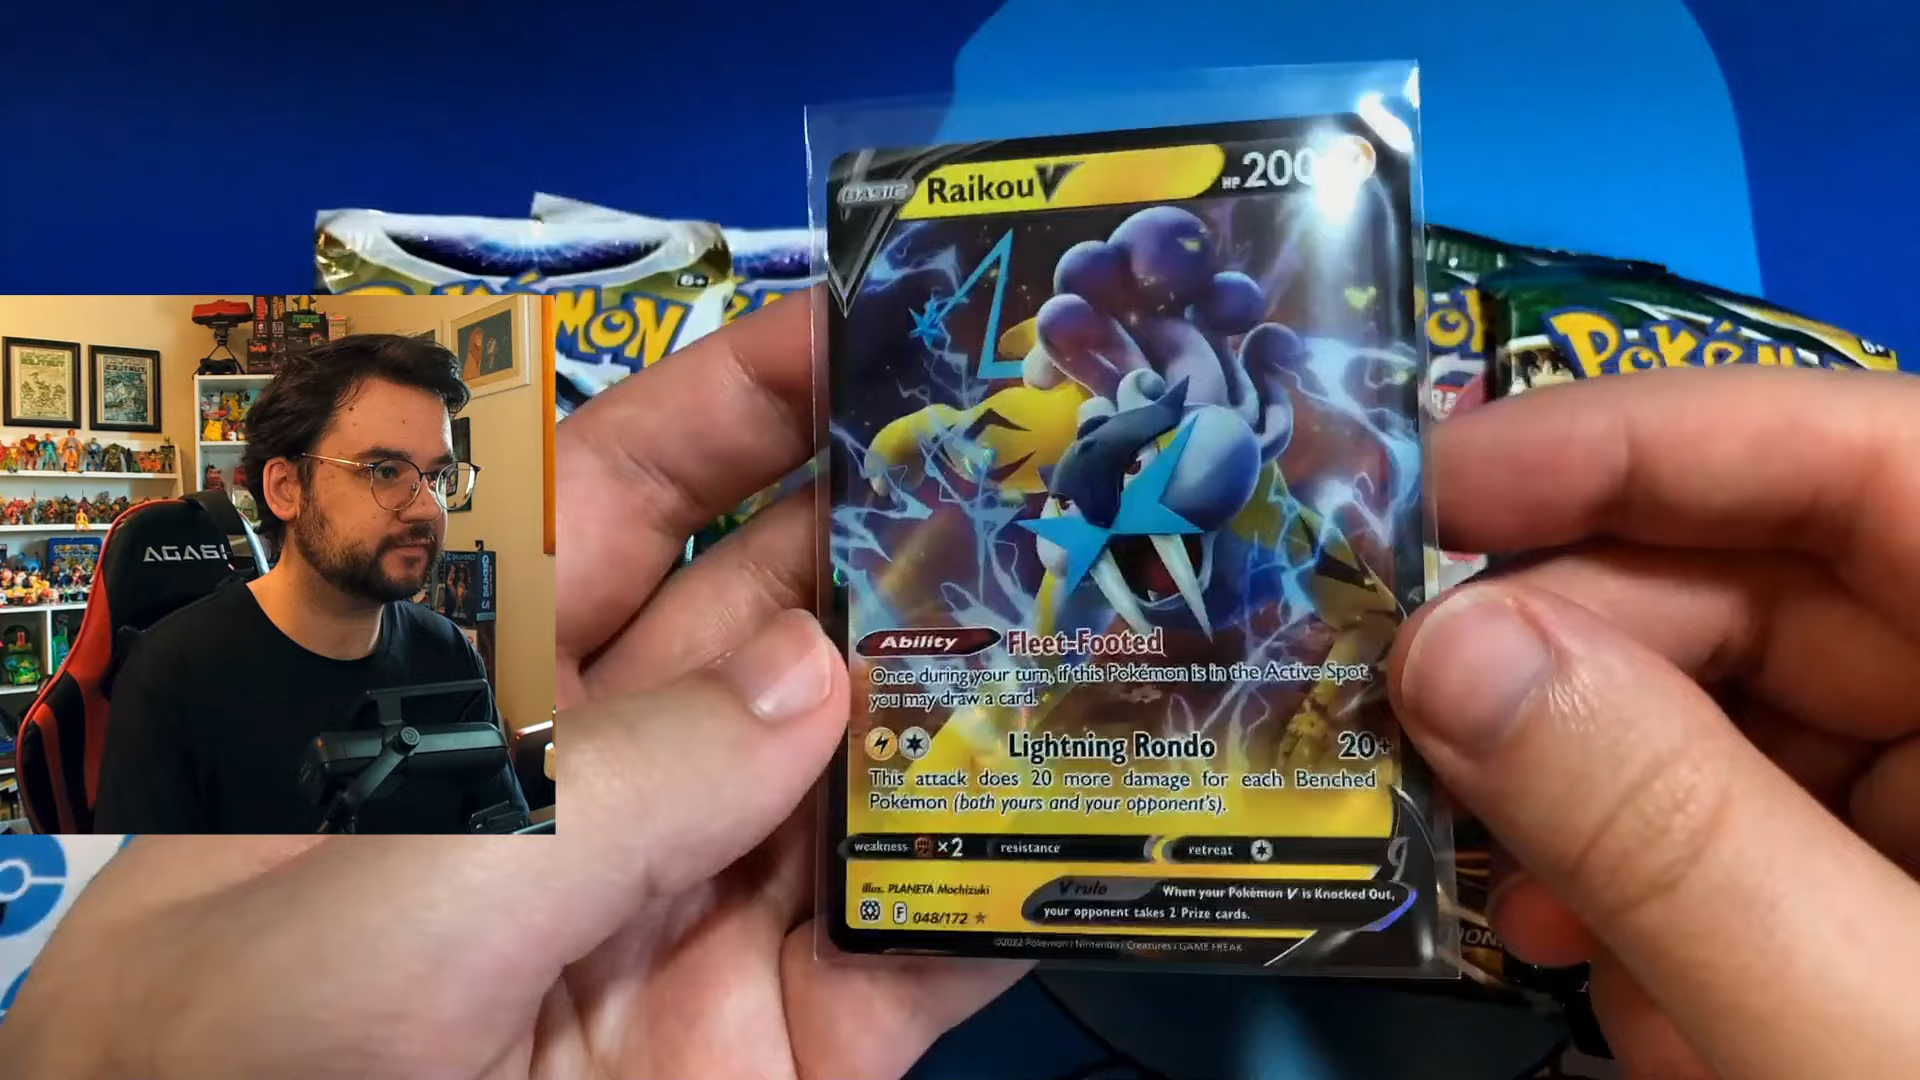 BASIC Raikou V HP 200
MON
POKÉM
AGAS
Ability Fleet-Footed
Once during your turn, if this Pokémon is in the Active Spot,
you may draw a card.
Lightning Rondo 20+
This attack does 20 more damage for each Benched
Pokémon (both yours and your opponent's).
weakness ×2 resistance retreat
illus. PLANETA Mochizuki
V rule When your Pokémon V is Knocked Out,
your opponent takes 2 Prize cards.
F 048/172
©2022 Pokémon / Nintendo / Creatures / GAME FREAK